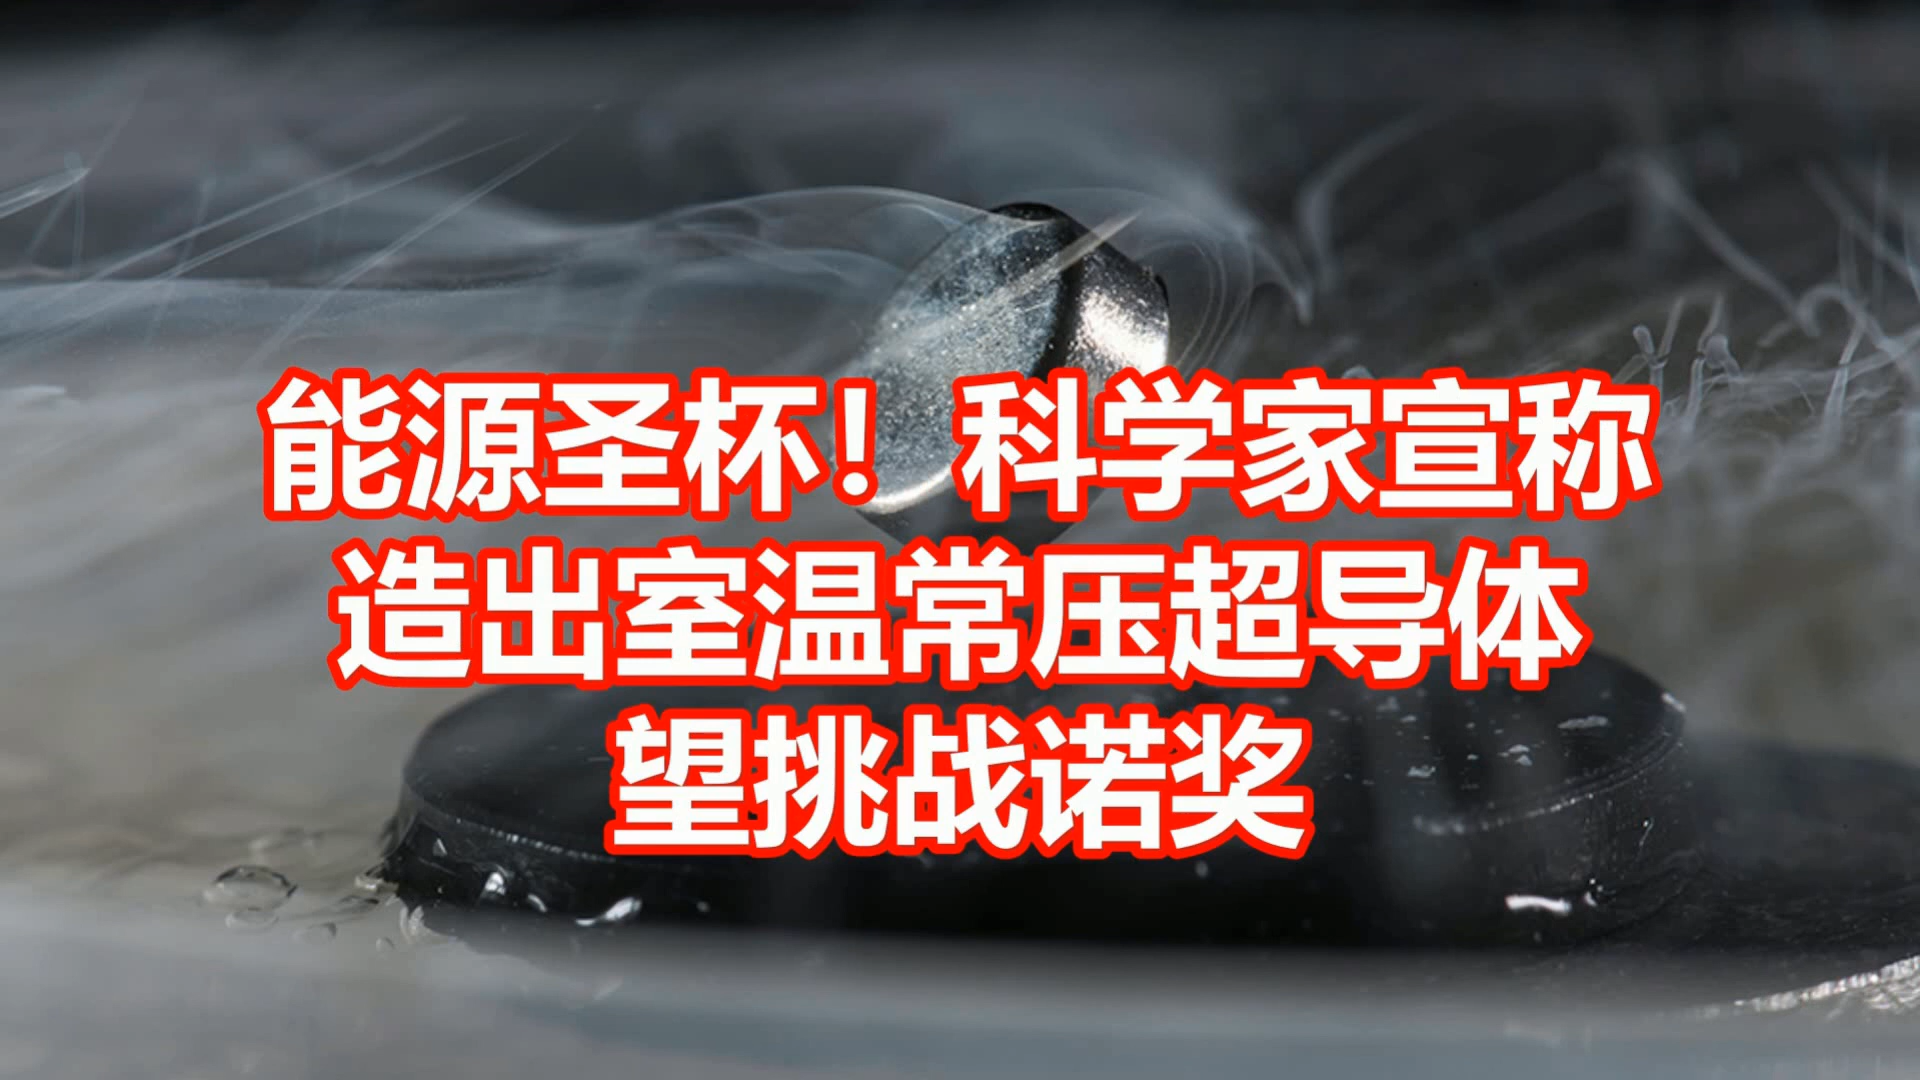 能源圣杯！科学家宣称
造出室温常压超导体
望挑战诺奖